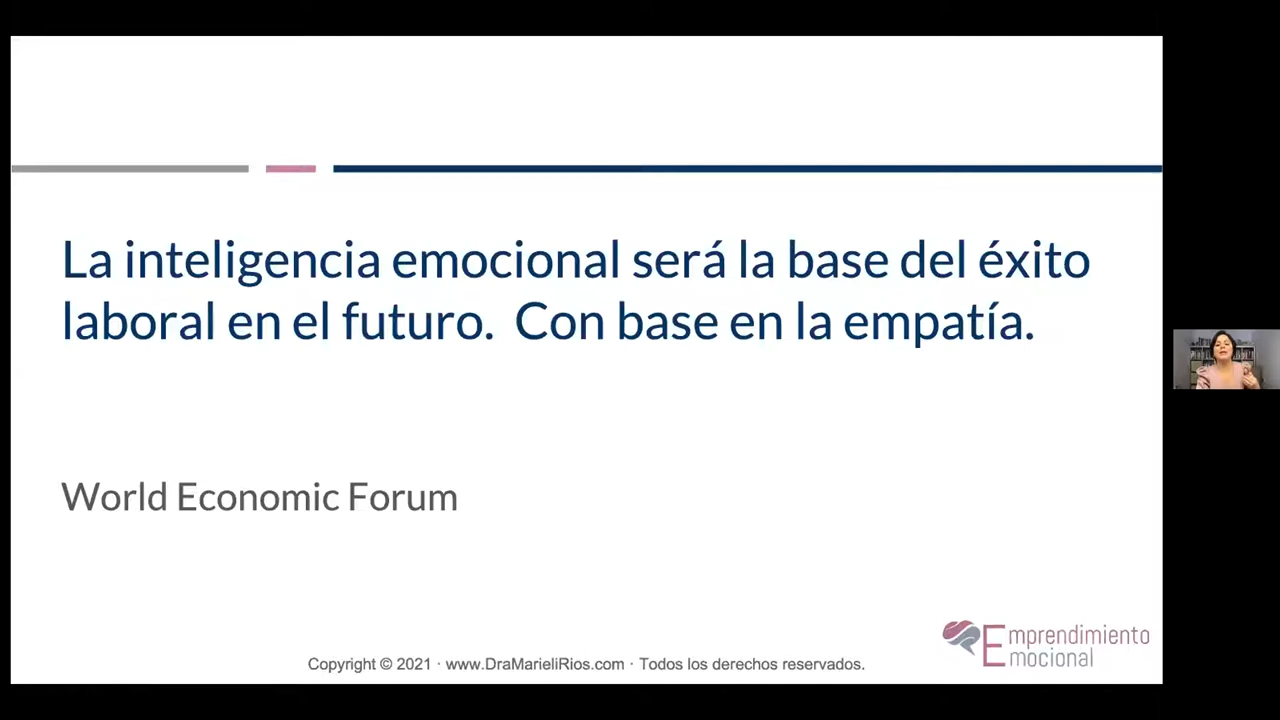 La inteligencia emocional será la base del éxito
laboral en el futuro.  Con base en la empatía.
World Economic Forum
Emprendimiento
Emocional
Copyright © 2021 · www.DraMarieliRios.com · Todos los derechos reservados.